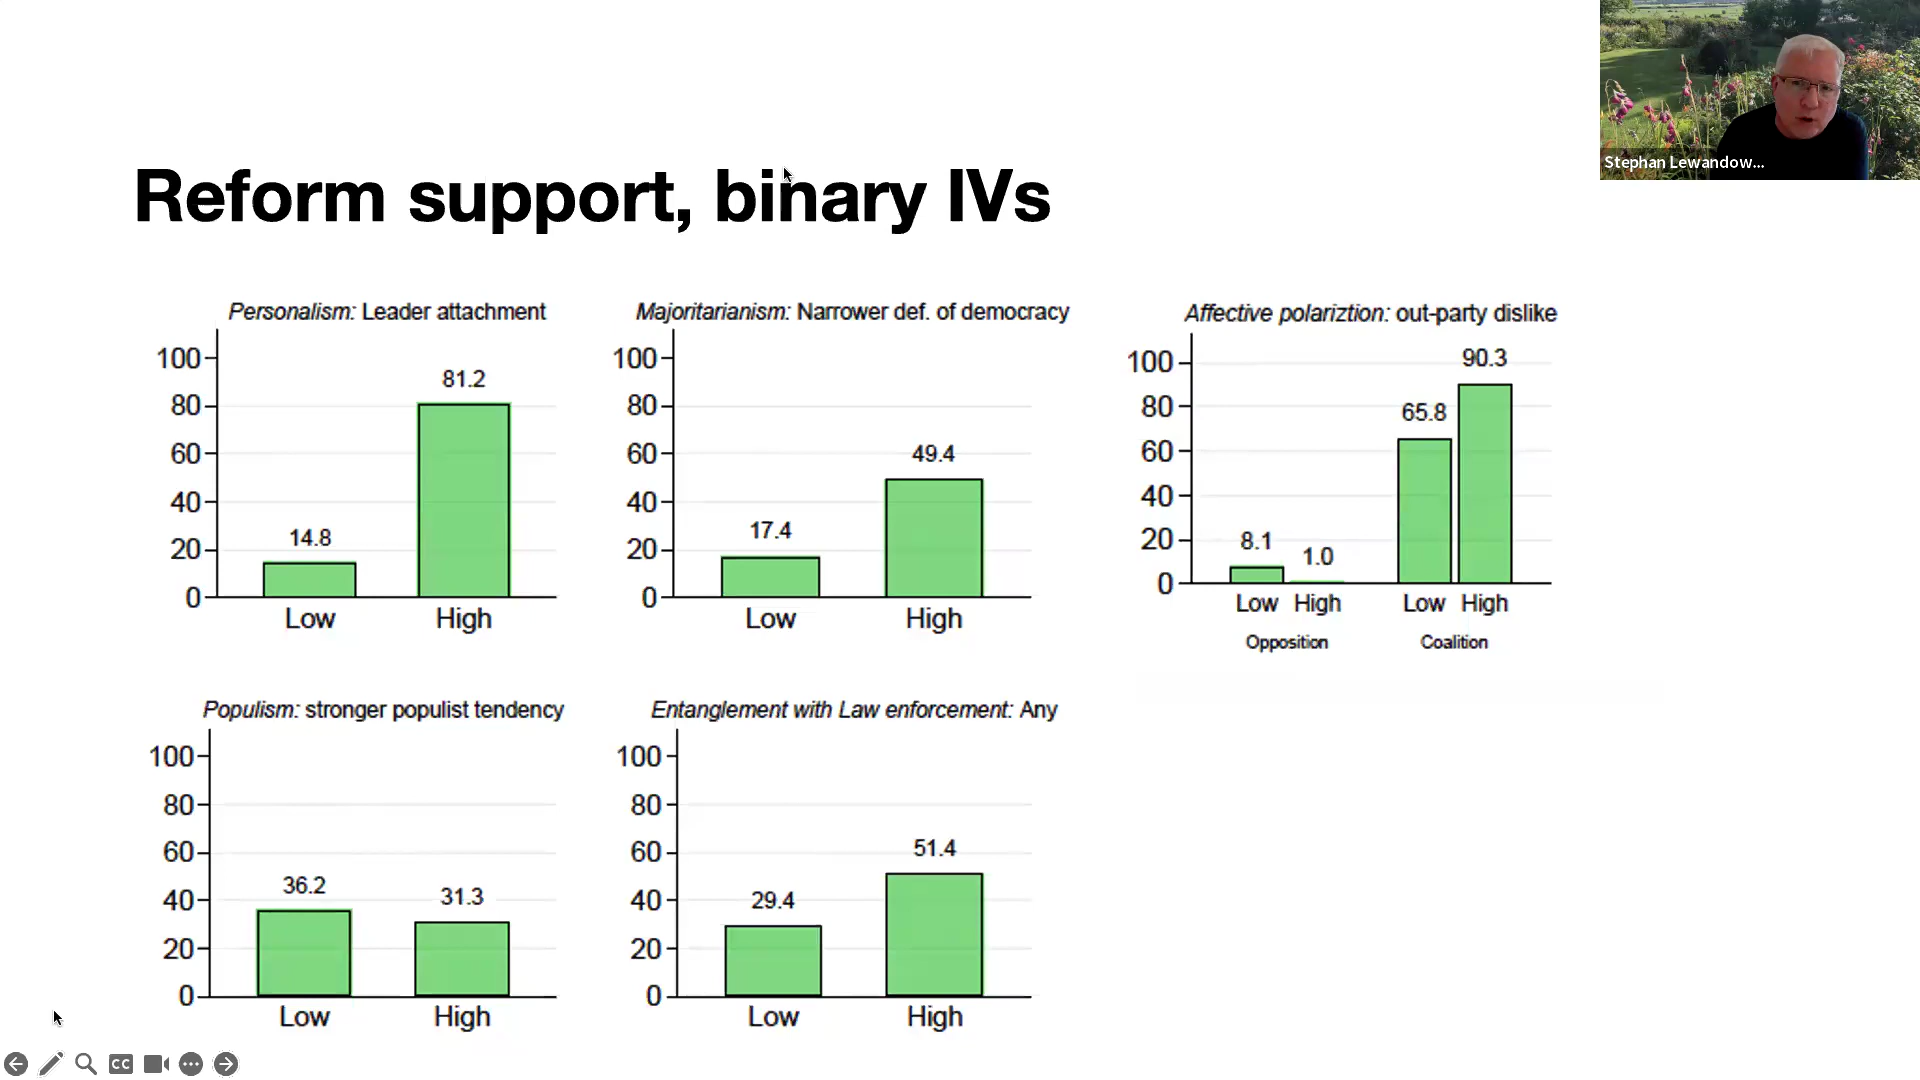 Stephan Lewandow...
Reform support, binary IVs
Personalism: Leader attachment
100
80
60
40
20
0
14.8
81.2
Low
High
Majoritarianism: Narrower def. of democracy
100
80
60
40
20
0
17.4
49.4
Low
High
Affective polariztion: out-party dislike
100
80
60
40
20
0
8.1
1.0
65.8
90.3
Low High
Low High
Opposition
Coalition
Populism: stronger populist tendency
100
80
60
40
20
0
36.2
31.3
Low
High
Entanglement with Law enforcement: Any
100
80
60
40
20
0
29.4
51.4
Low
High
CC